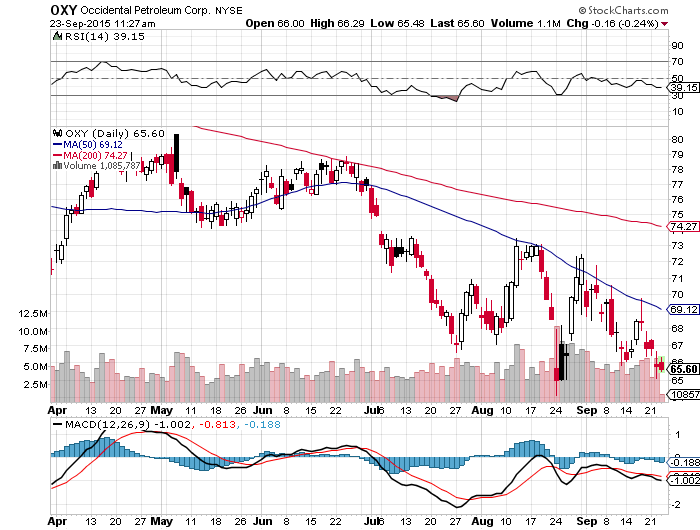 OXY Occidental Petroleum Corp. NYSE © StockCharts.com
23-Sep-2015 11:27am Open 66.00 High 66.29 Low 65.48 Last 65.60 Volume 1.1M Chg -0.16 (-0.24%)
RSI(14) 39.15
90
70
50
39.15
30
10
OXY (Daily) 65.60
MA(50) 69.12
MA(200) 74.27
Volume 1,085,787
80
79
78
77
76
75
74.27
73
72
71
70
69.12
68
67
66
65.60
65
10857
12.5M
10.0M
7.5M
5.0M
2.5M
Apr 13 20 27 May 11 18 26 Jun 8 15 22 Jul 6 13 20 27 Aug 10 17 24 Sep 8 14 21
MACD(12,26,9) -1.002, -0.813, -0.188
1
0
-0.188
-1.002
-2
Apr 13 20 27 May 11 18 26 Jun 8 15 22 Jul 6 13 20 27 Aug 10 17 24 Sep 8 14 21